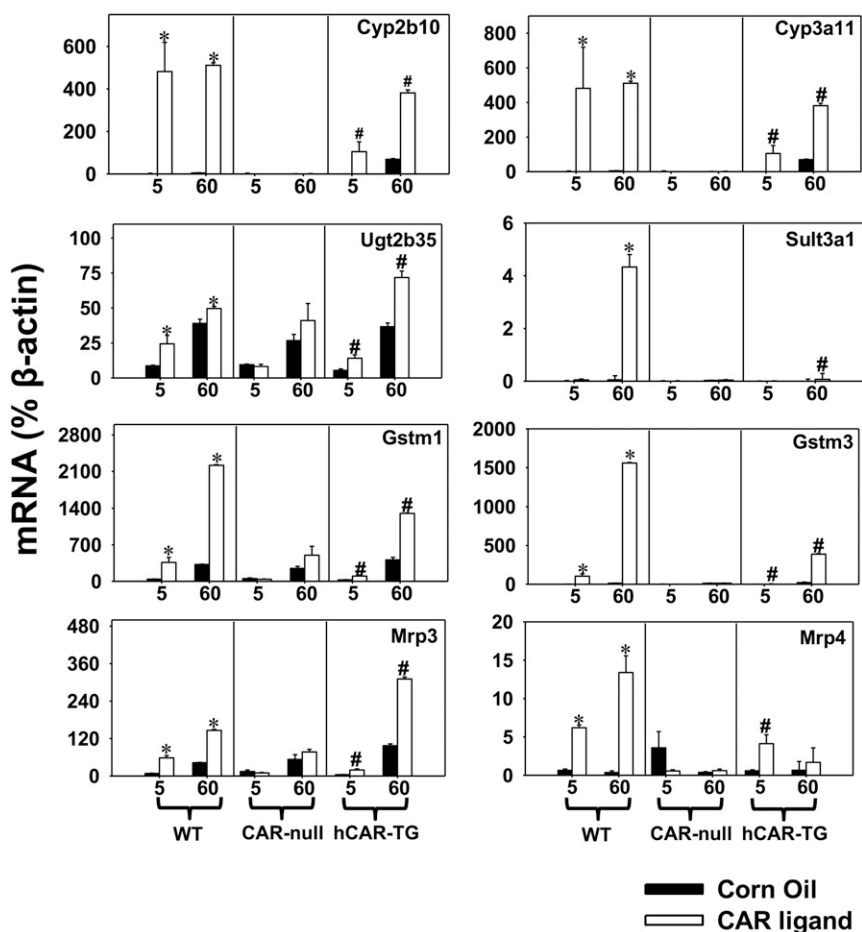 mRNA (% β-actin)
Cyp2b10
600
400
200
0
5 60 5 60 5 60
* * # #
Cyp3a11
800
600
400
200
0
5 60 5 60 5 60
* * # #
Ugt2b35
100
75
50
25
0
5 60 5 60 5 60
* * # #
Sult3a1
6
4
2
0
5 60 5 60 5 60
* #
Gstm1
2800
2100
1400
700
0
5 60 5 60 5 60
* * # #
Gstm3
2000
1500
1000
500
0
5 60 5 60 5 60
* * # #
Mrp3
480
360
240
120
0
5 60 5 60 5 60
* * # #
WT CAR-null hCAR-TG
Mrp4
20
15
10
5
0
5 60 5 60 5 60
* * #
WT CAR-null hCAR-TG
Corn Oil
CAR ligand